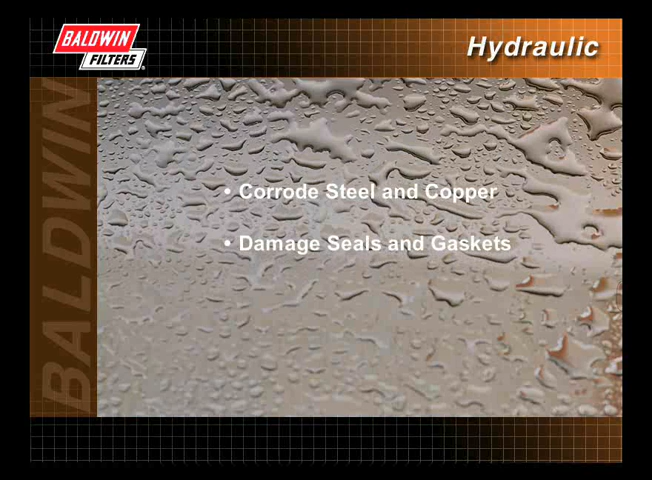 BALDWIN
FILTERS
Hydraulic
BALDWIN
• Corrode Steel and Copper
• Damage Seals and Gaskets